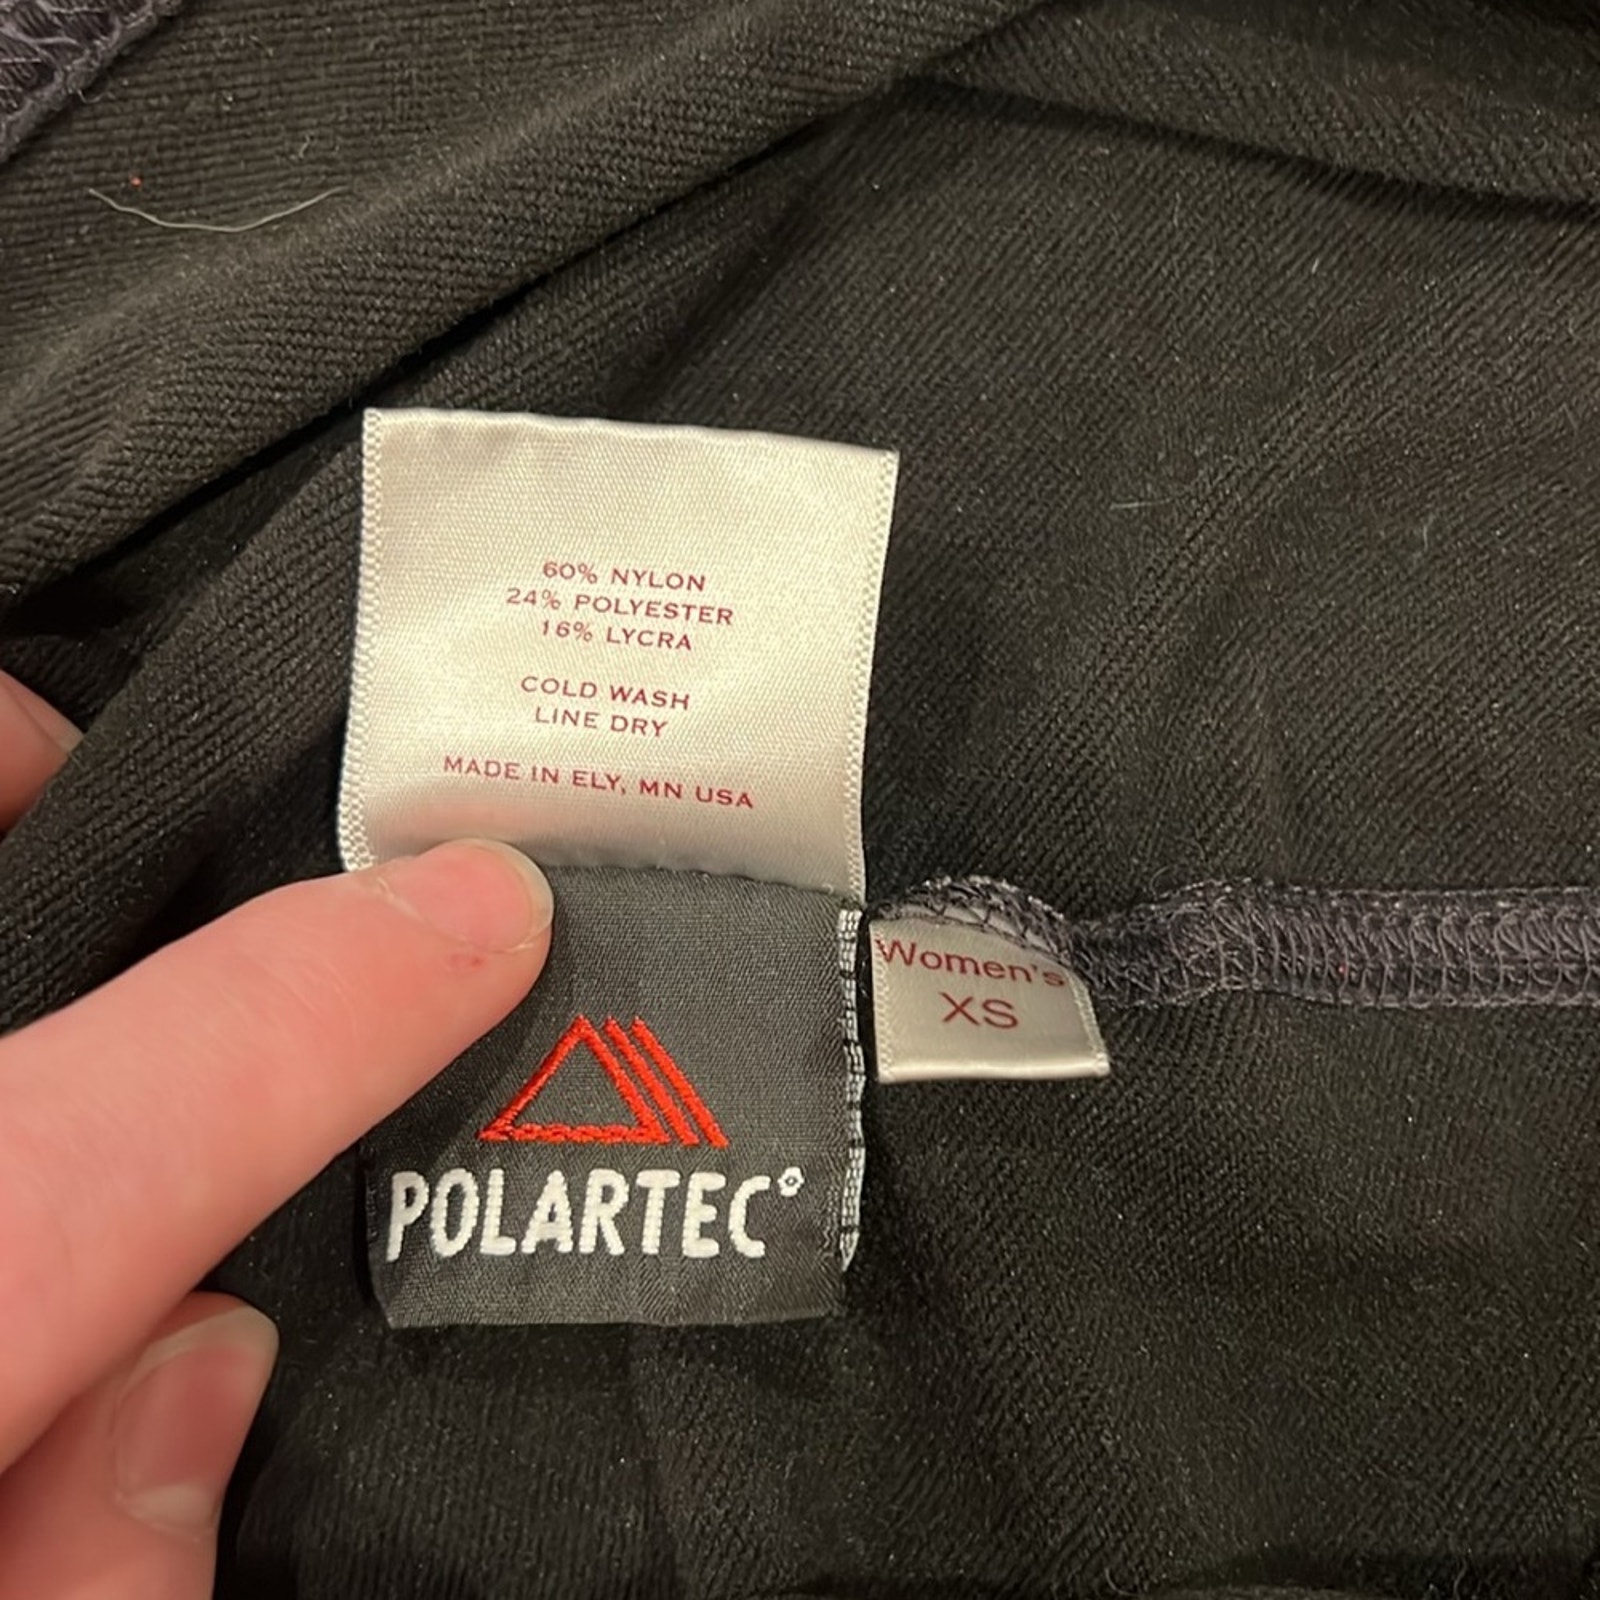 60% NYLON
24% POLYESTER
16% LYCRA
COLD WASH
LINE DRY
MADE IN ELY, MN USA
Women's
XS
POLARTEC®